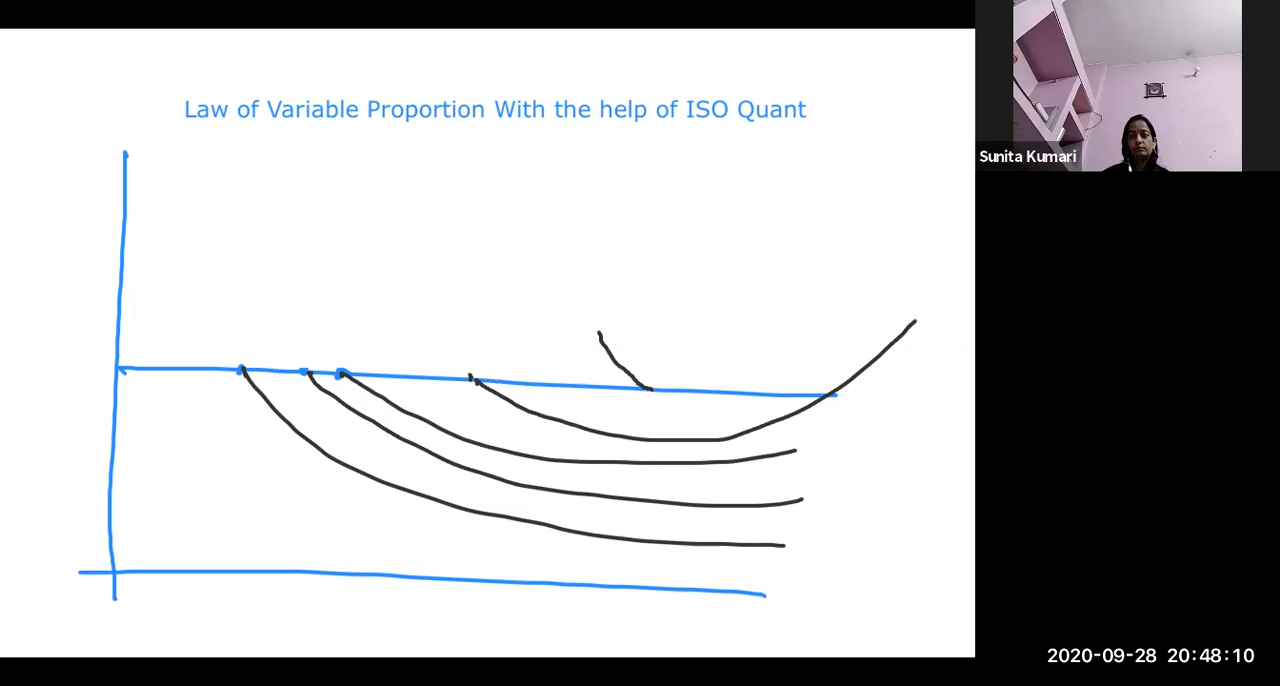 Law of Variable Proportion With the help of ISO Quant
Sunita Kumari
2020-09-28 20:48:10